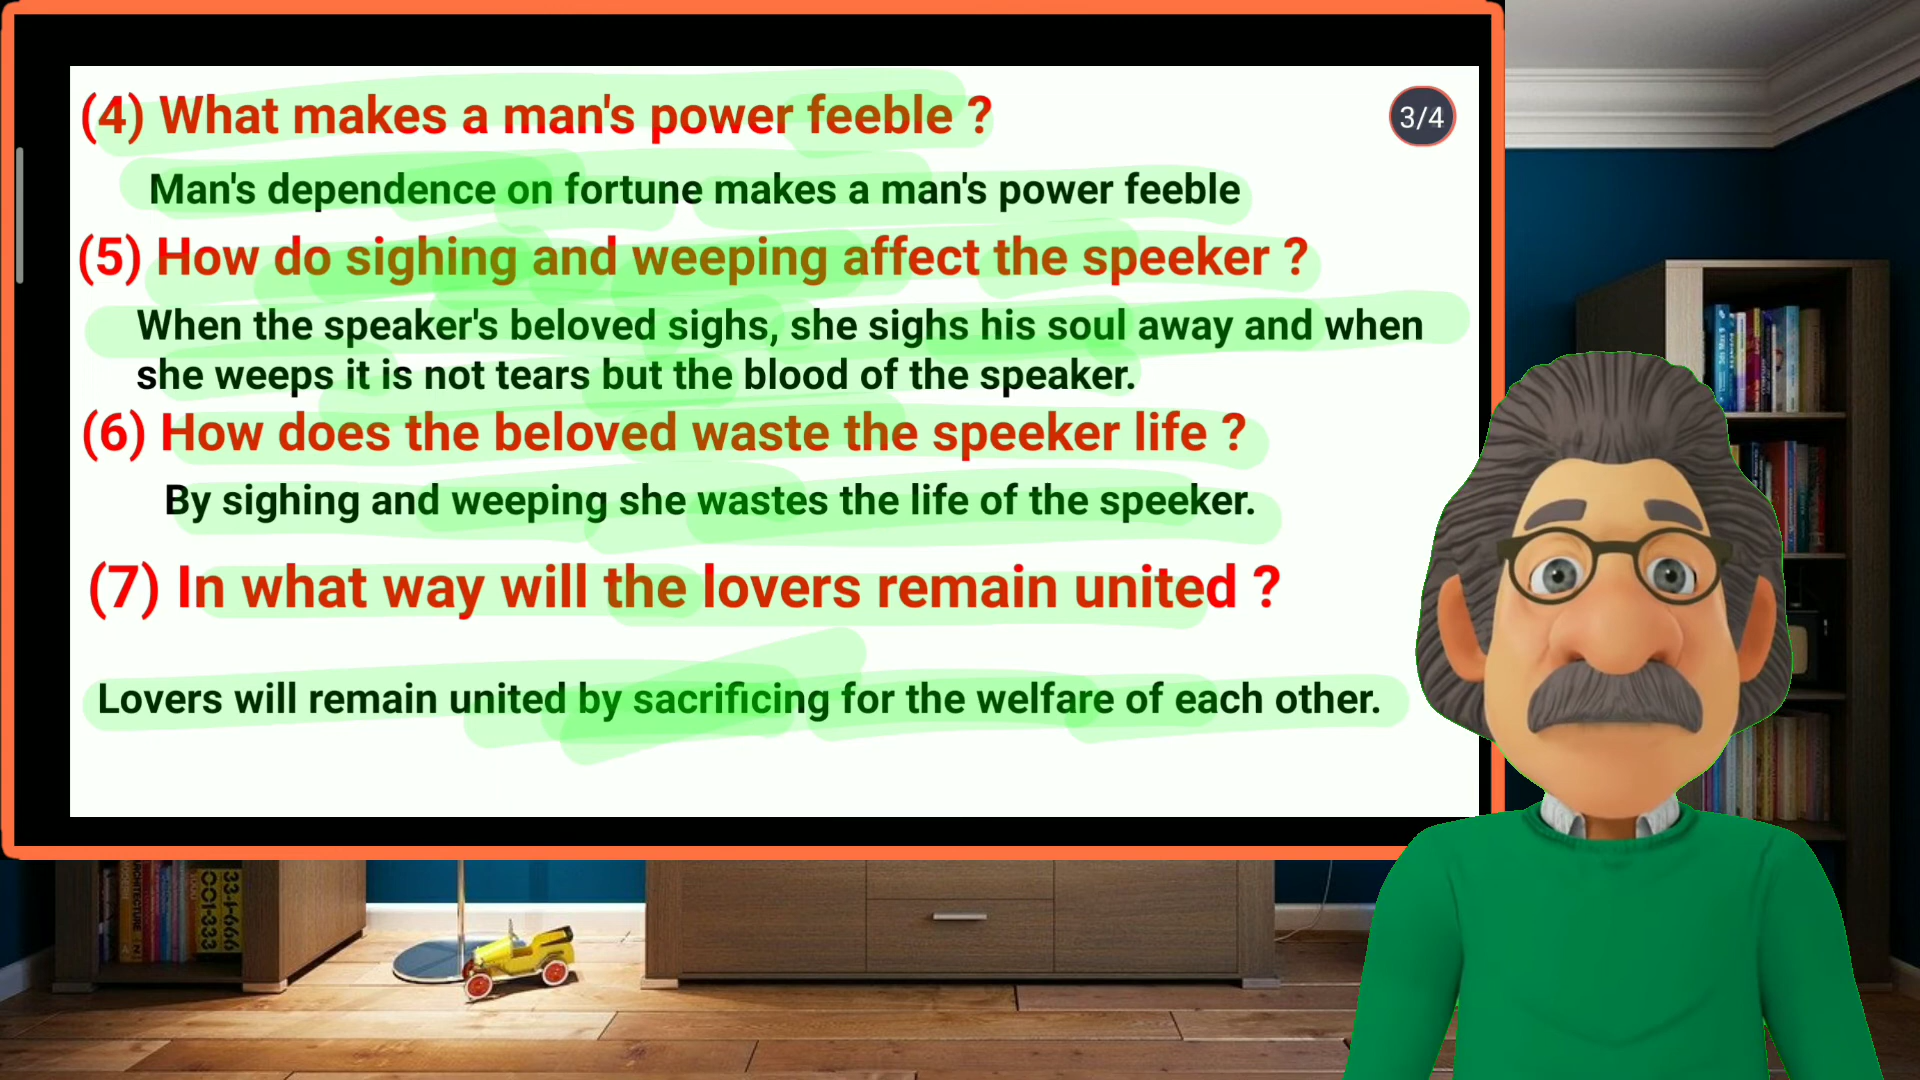 (4) What makes a man's power feeble ?
3/4
Man's dependence on fortune makes a man's power feeble
(5) How do sighing and weeping affect the speeker ?
When the speaker's beloved sighs, she sighs his soul away and when
she weeps it is not tears but the blood of the speaker.
(6) How does the beloved waste the speeker life ?
By sighing and weeping she wastes the life of the speeker.
(7) In what way will the lovers remain united ?
Lovers will remain united by sacrificing for the welfare of each other.